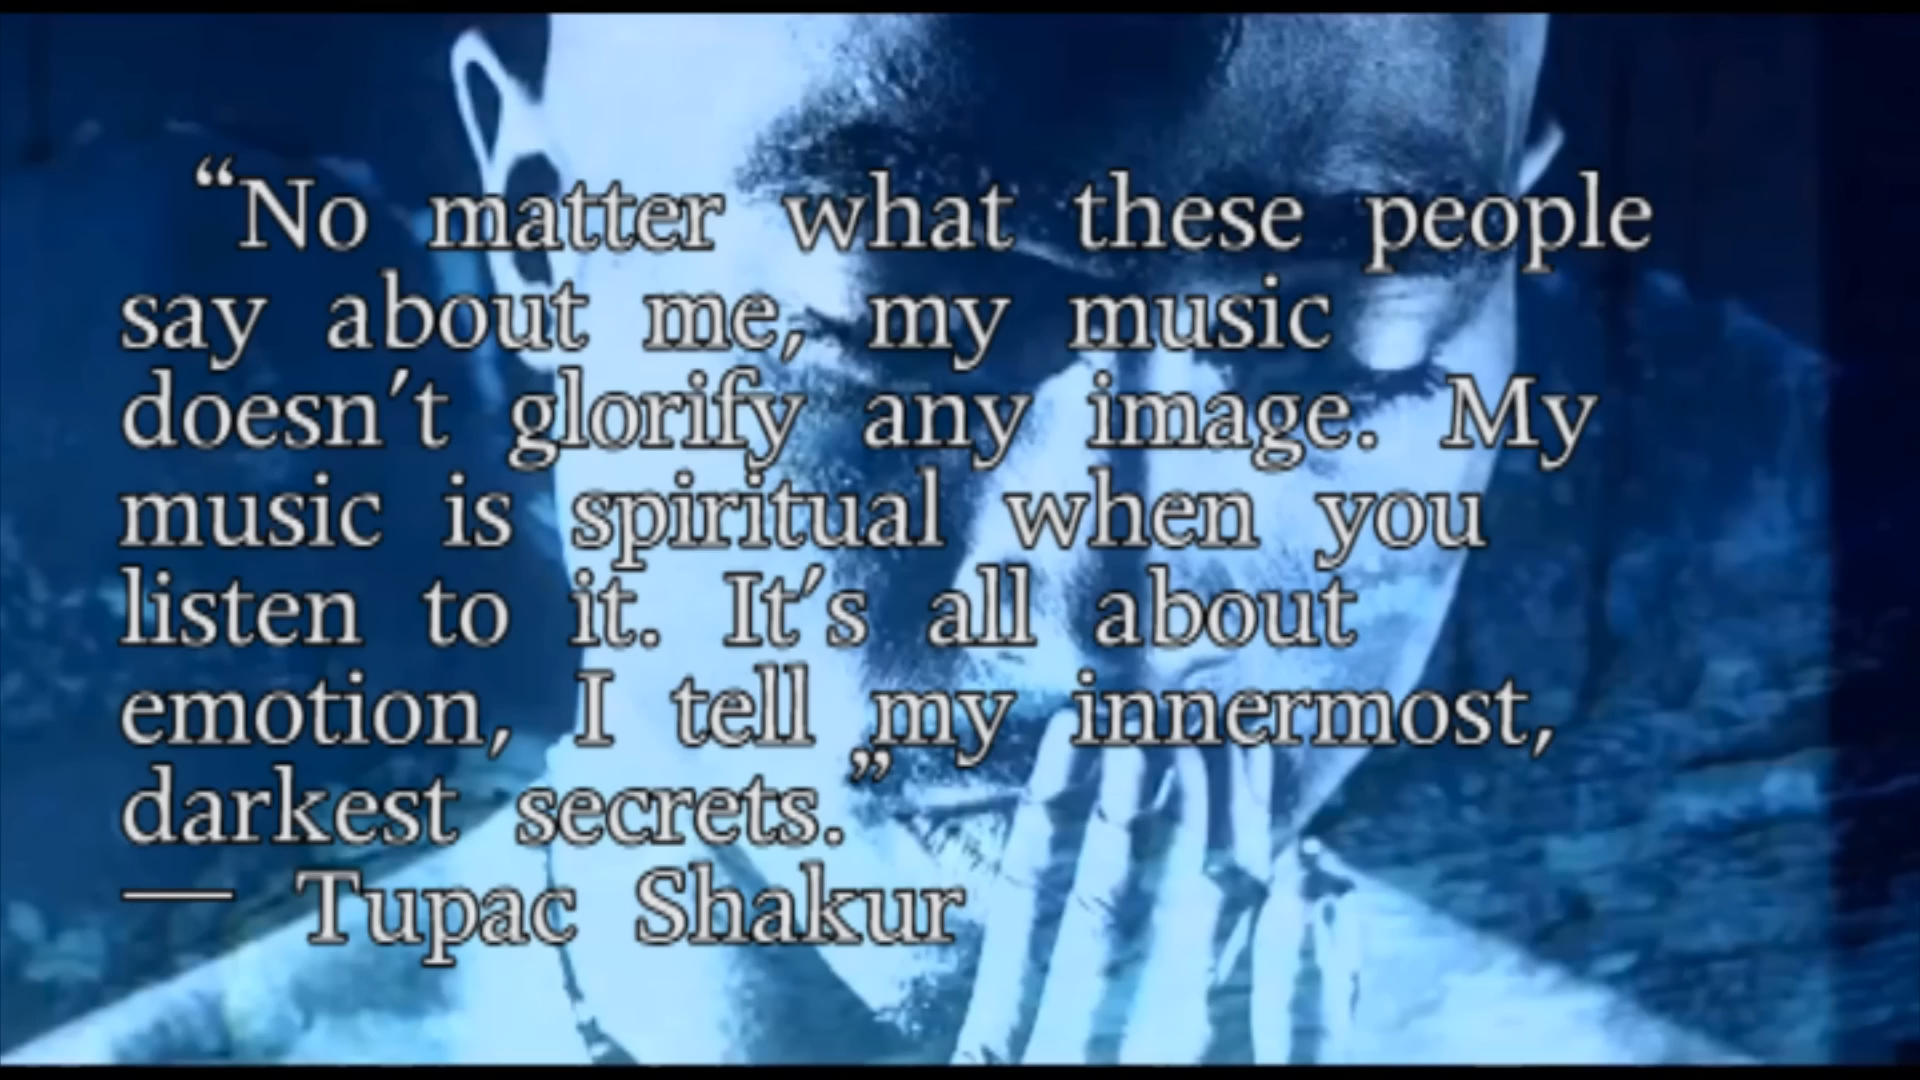 “No matter what these people
say about me, my music
doesn't glorify any image. My
music is spiritual when you
listen to it. It's all about
emotion, I tell my innermost,
darkest secrets.”
— Tupac Shakur